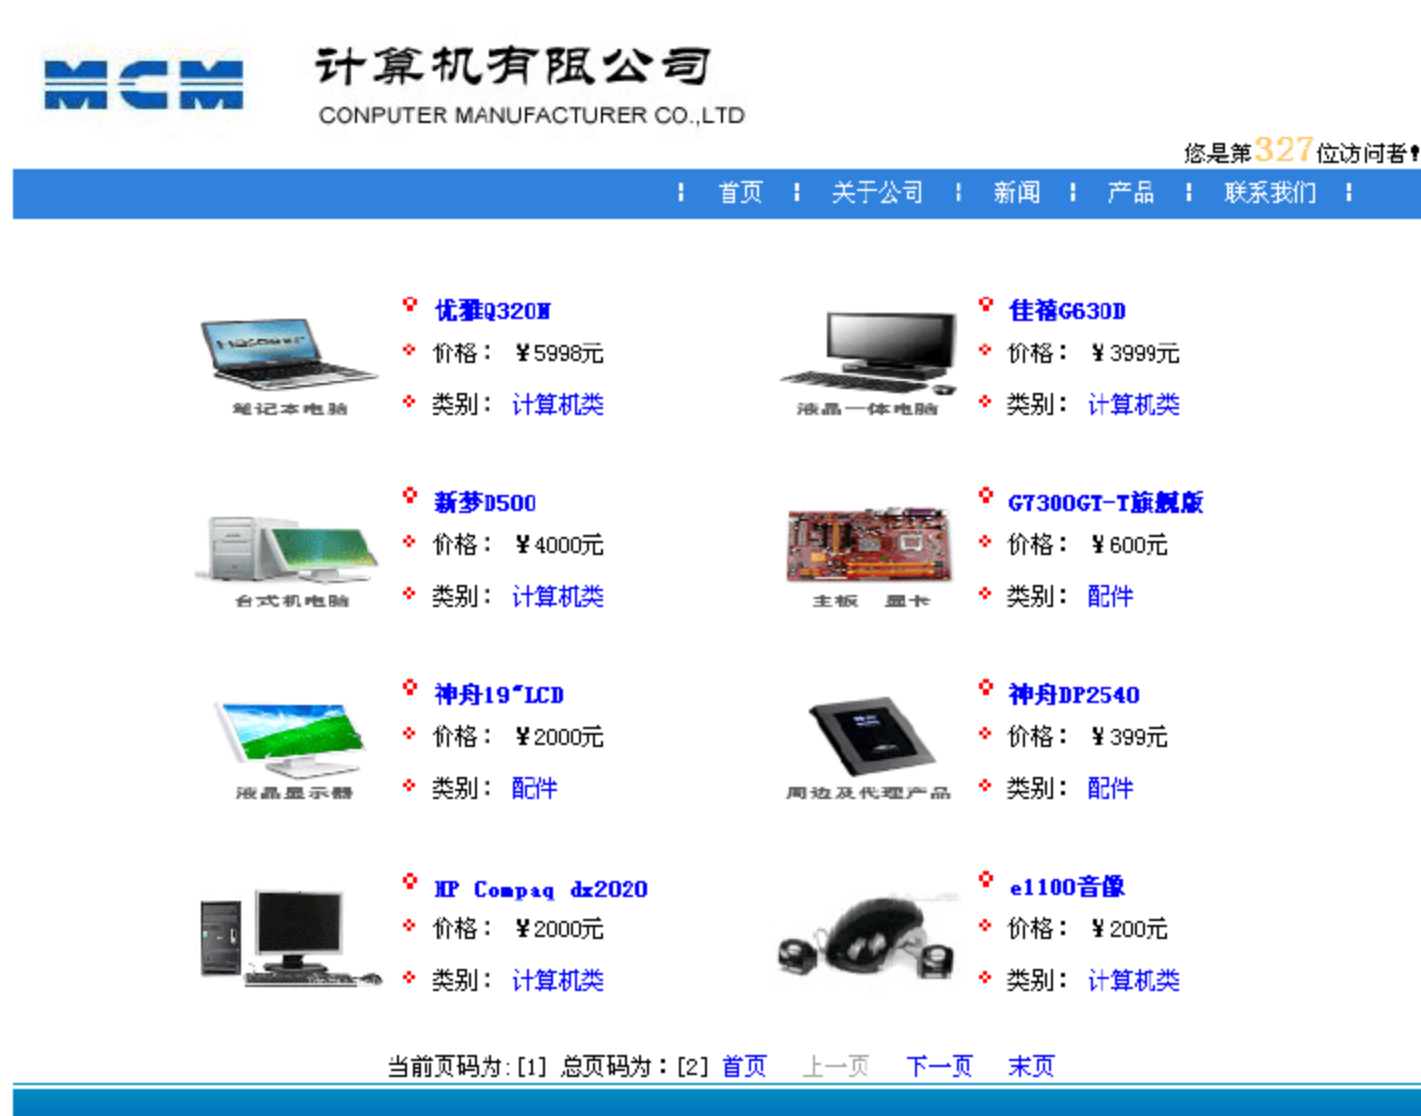 MCM 计算机有限公司
CONPUTER MANUFACTURER CO.,LTD
您是第327位访问者!
首页 关于公司 新闻 产品 联系我们
优雅Q320N
价格: ¥5998元
笔记本电脑
类别: 计算机类
佳禧G630D
价格: ¥3999元
液晶一体电脑
类别: 计算机类
新梦D500
价格: ¥4000元
台式机电脑
类别: 计算机类
G7300GT-T旗舰版
价格: ¥600元
主板 显卡
类别: 配件
神舟19"LCD
价格: ¥2000元
液晶显示器
类别: 配件
神舟DP2540
价格: ¥399元
周边及代理产品
类别: 配件
HP Compaq dx2020
价格: ¥2000元
类别: 计算机类
e1100音像
价格: ¥200元
类别: 计算机类
当前页码为:[1] 总页码为:[2] 首页 上一页 下一页 末页